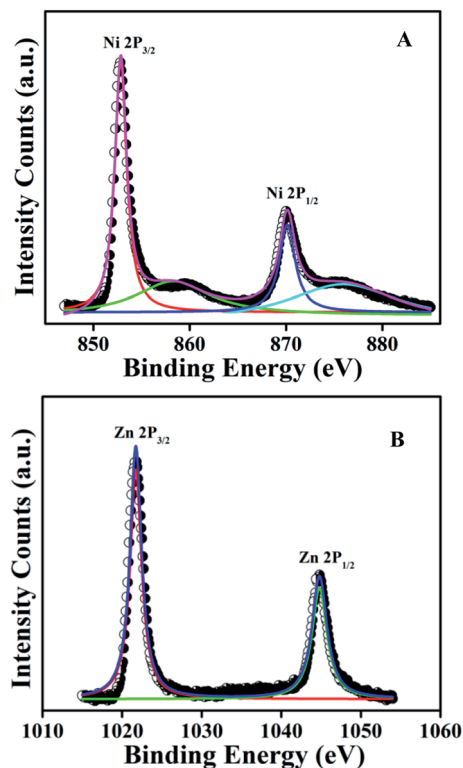 A
Ni 2P3/2
Ni 2P1/2
Intensity Counts (a.u.)
850 860 870 880
Binding Energy (eV)
B
Zn 2P3/2
Zn 2P1/2
Intensity Counts (a.u.)
1010 1020 1030 1040 1050 1060
Binding Energy (eV)